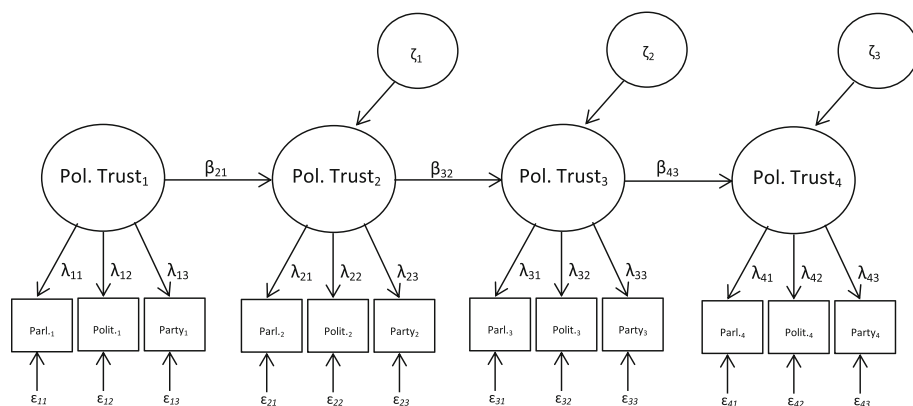 ζ₁ ζ₂ ζ₃
Pol. Trust₁ β₂₁ Pol. Trust₂ β₃₂ Pol. Trust₃ β₄₃ Pol. Trust₄
λ₁₁ λ₁₂ λ₁₃ λ₂₁ λ₂₂ λ₂₃ λ₃₁ λ₃₂ λ₃₃ λ₄₁ λ₄₂ λ₄₃
Parl.₁ Polit.₁ Party₁ Parl.₂ Polit.₂ Party₂ Parl.₃ Polit.₃ Party₃ Parl.₄ Polit.₄ Party₄
ε₁₁ ε₁₂ ε₁₃ ε₂₁ ε₂₂ ε₂₃ ε₃₁ ε₃₂ ε₃₃ ε₄₁ ε₄₂ ε₄₃